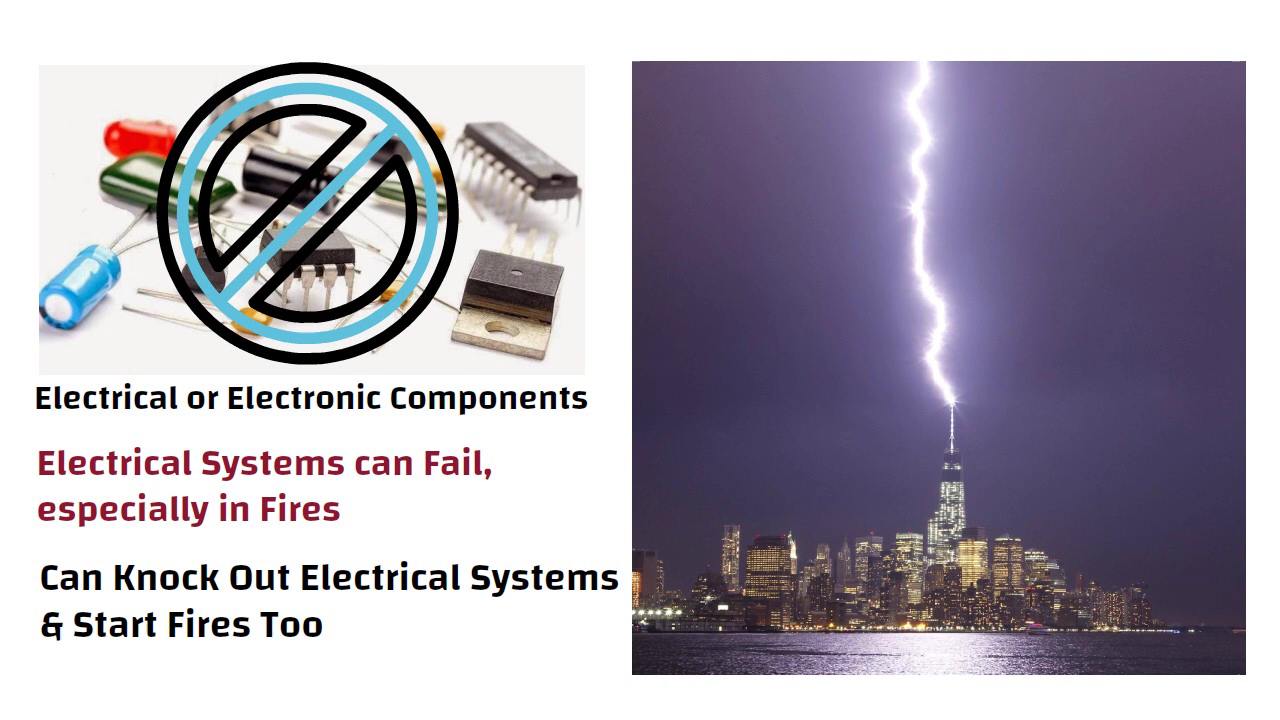 Electrical or Electronic Components
Electrical Systems can Fail,
especially in Fires
Can Knock Out Electrical Systems
& Start Fires Too